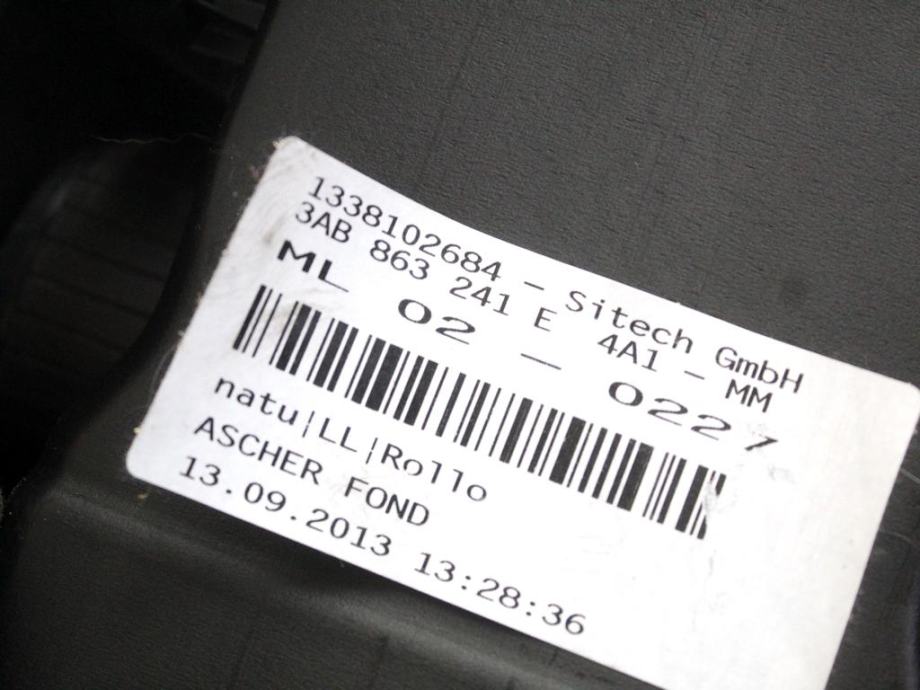 1338102684 - Sitech GmbH
3AB 863 241 E 4A1 - MM
ML 02 - 0227
natu¦LL¦Rollo
ASCHER FOND
13.09.2013 13:28:36